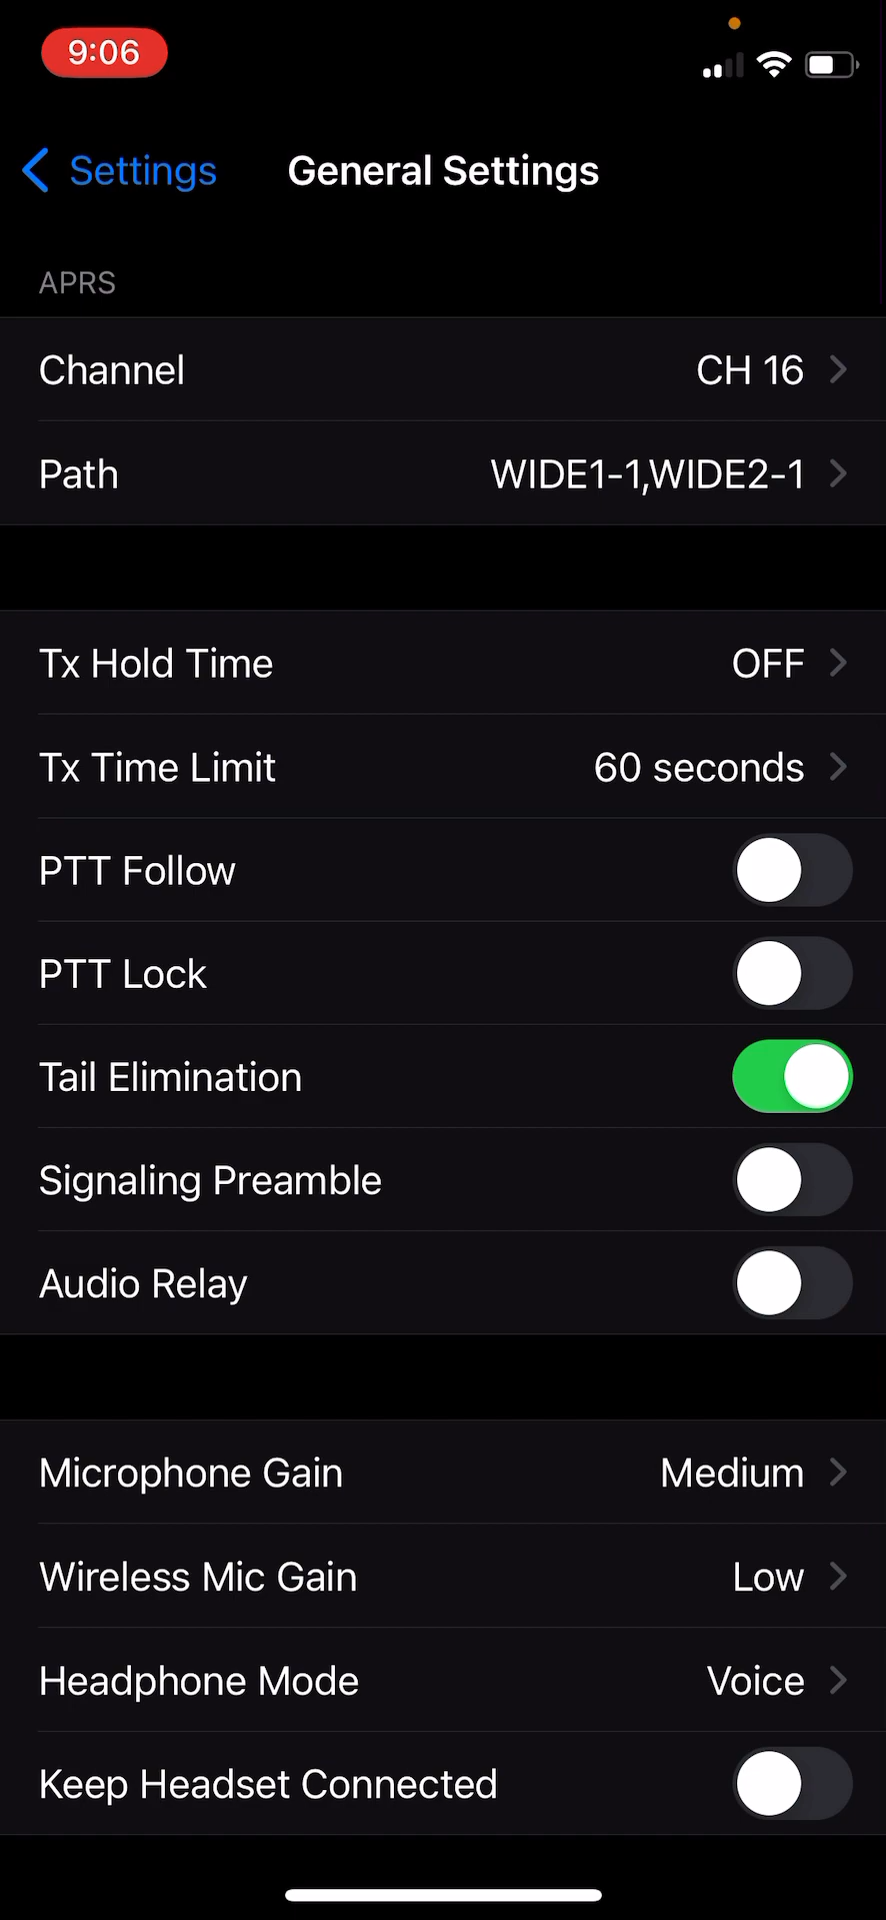 9:06
Settings
General Settings
APRS
Channel CH 16
Path WIDE1-1,WIDE2-1
Tx Hold Time OFF
Tx Time Limit 60 seconds
PTT Follow
PTT Lock
Tail Elimination
Signaling Preamble
Audio Relay
Microphone Gain Medium
Wireless Mic Gain Low
Headphone Mode Voice
Keep Headset Connected